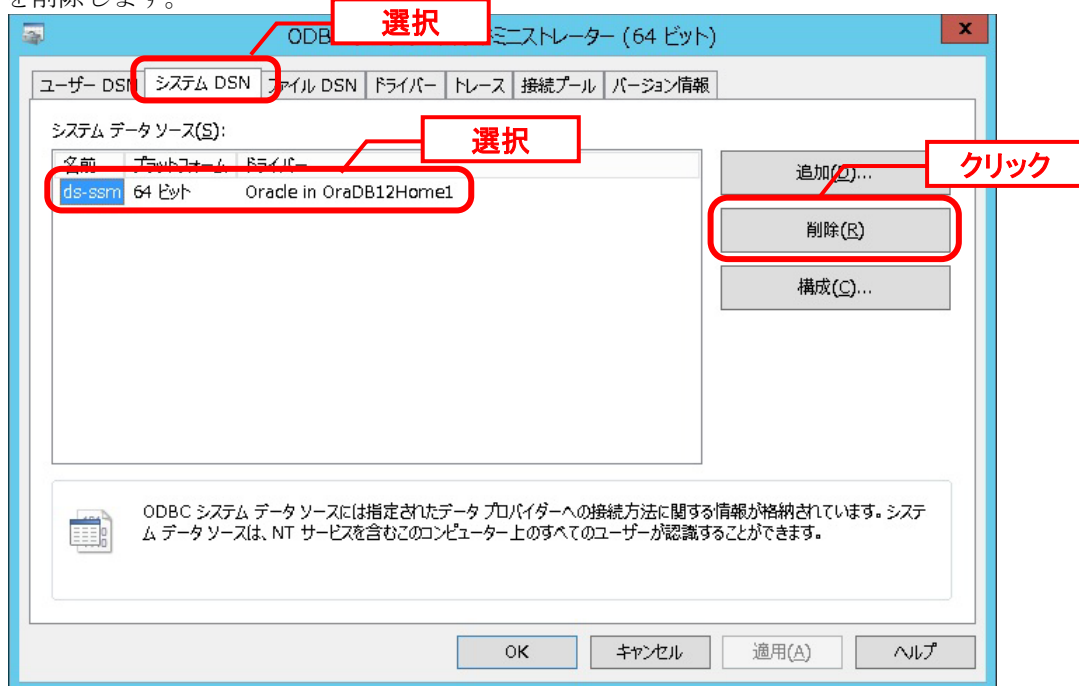 を削除します。
選択
ODB ミニストレーター (64 ビット)
x
ユーザー DSN システム DSN ファイル DSN ドライバー トレース 接続プール バージョン情報
システム データ ソース(S):
選択
名前 プラットフォーム ドライバー
ds-ssm 64 ビット Oracle in OraDB12Home1
追加(D)...
クリック
削除(R)
構成(C)...
ODBC システム データ ソースには指定されたデータ プロバイダーへの接続方法に関する情報が格納されています。システ
ム データ ソースは、NT サービスを含むこのコンピューター上のすべてのユーザーが認識することができます。
OK キャンセル 適用(A) ヘルプ